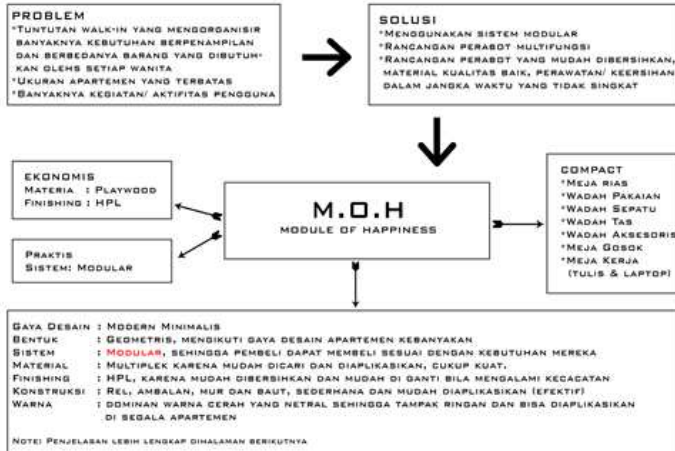 PROBLEM
*TUNTUTAN WALK-IN YANG MENGORGANISIR
BANYAKNYA KEBUTUHAN BERPENAMPILAN
DAN BERBEDANYA BARANG YANG DIBUTUH-
KAN OLEHS SETIAP WANITA
*UKURAN APARTEMEN YANG TERBATAS
*BANYAKNYA KEGIATAN/ AKTIFITAS PENGGUNA
SOLUSI
*MENGGUNAKAN SISTEM MODULAR
*RANCANGAN PERABOT MULTIFUNGSI
*RANCANGAN PERABOT YANG MUDAH DIBERSIHKAN,
MATERIAL KUALITAS BAIK, PERAWATAN/ KEERSIHAN
DALAM JANGKA WAKTU YANG TIDAK SINGKAT
EKONOMIS
MATERIA : PLAYWOOD
FINISHING : HPL
PRAKTIS
SISTEM: MODULAR
M.O.H
MODULE OF HAPPINESS
COMPACT
*MEJA RIAS
*WADAH PAKAIAN
*WADAH SEPATU
*WADAH TAS
*WADAH AKSESORIS
*MEJA GOSOK
*MEJA KERJA
(TULIS & LAPTOP)
GAYA DESAIN : MODERN MINIMALIS
BENTUK : GEOMETRIS, MENGIKUTI GAYA DESAIN APARTEMEN KEBANYAKAN
SISTEM : MODULAR, SEHINGGA PEMBELI DAPAT MEMBELI SESUAI DENGAN KEBUTUHAN MEREKA
MATERIAL : MULTIPLEK KARENA MUDAH DICARI DAN DIAPLIKASIKAN, CUKUP KUAT.
FINISHING : HPL, KARENA MUDAH DIBERSIHKAN DAN MUDAH DI GANTI BILA MENGALAMI KECACATAN
KONSTRUKSI : REL, AMBALAN, MUR DAN BAUT, SEDERHANA DAN MUDAH DIAPLIKASIKAN (EFEKTIF)
WARNA : DOMINAN WARNA CERAH YANG NETRAL SEHINGGA TAMPAK RINGAN DAN BISA DIAPLIKASIKAN
DI SEGALA APARTEMEN
NOTE: PENJELASAN LEBIH LENGKAP DIHALAMAN BERIKUTNYA